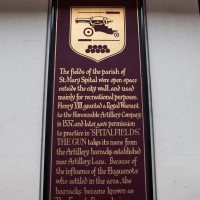 The fields of the parish of
St. Mary Spital were open space
outside the city wall, and used
mainly for recreational purposes.
Henry VIII granted a Royal Warrant
to the Honourable Artillery Company
in 1537, and later gave permission
to practice in "SPITALFIELDS".
THE GUN takes its name from
the Artillery barracks established
near Artillery Lane. Because of
the influence of the Huguenots
who settled in the area, the
barracks became known as